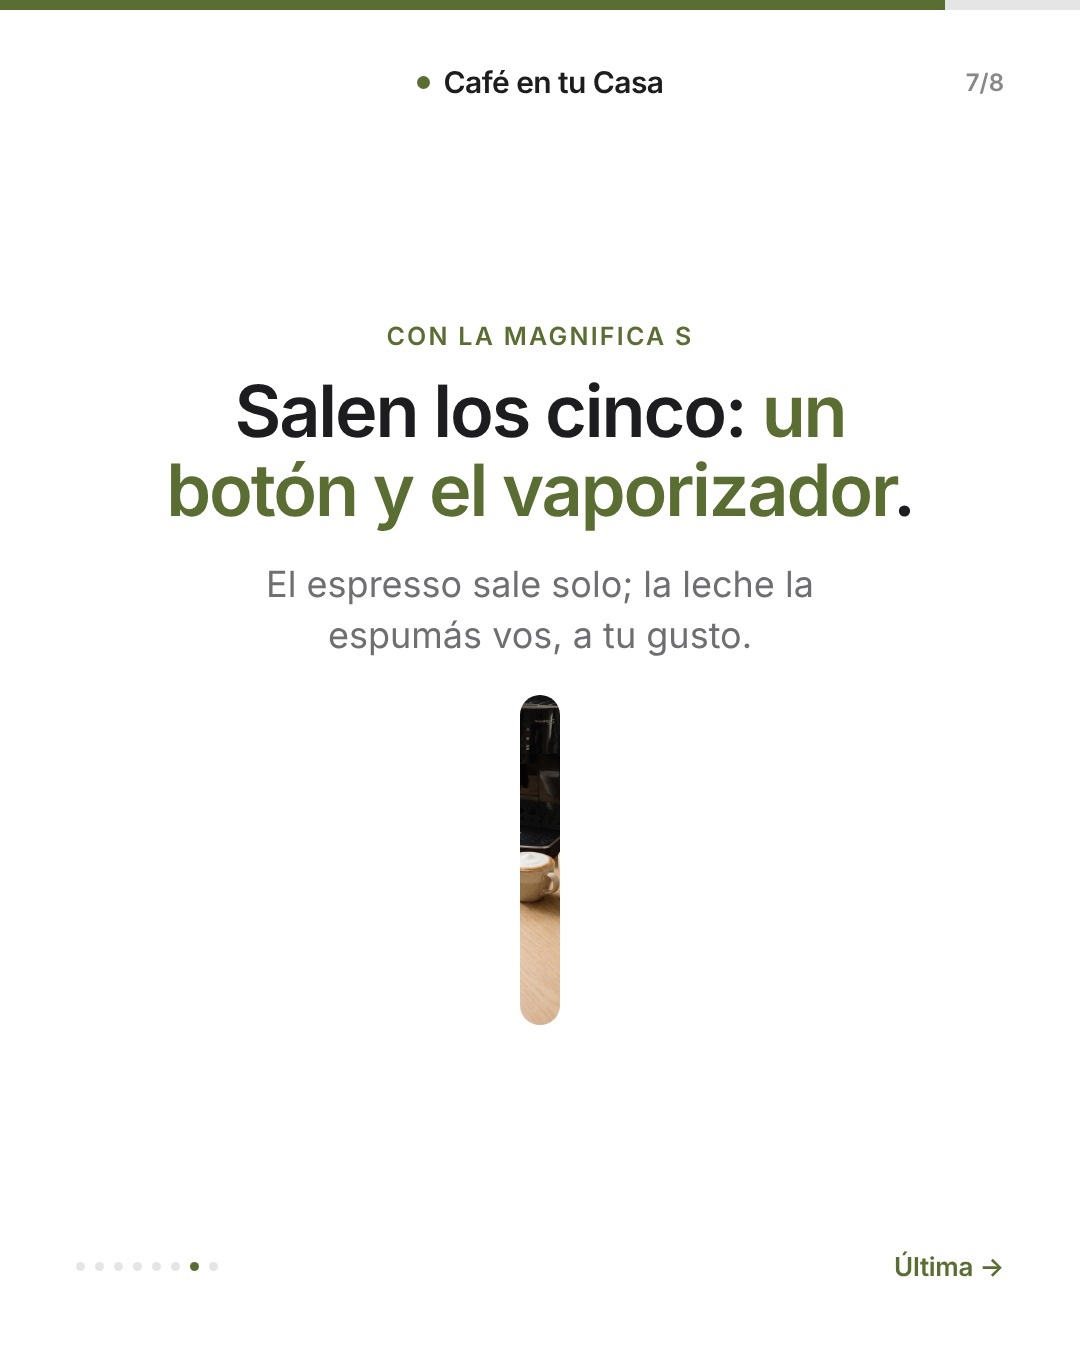 Café en tu Casa
7/8
CON LA MAGNIFICA S
Salen los cinco: un
botón y el vaporizador.
El espresso sale solo; la leche la
espumás vos, a tu gusto.
Última →